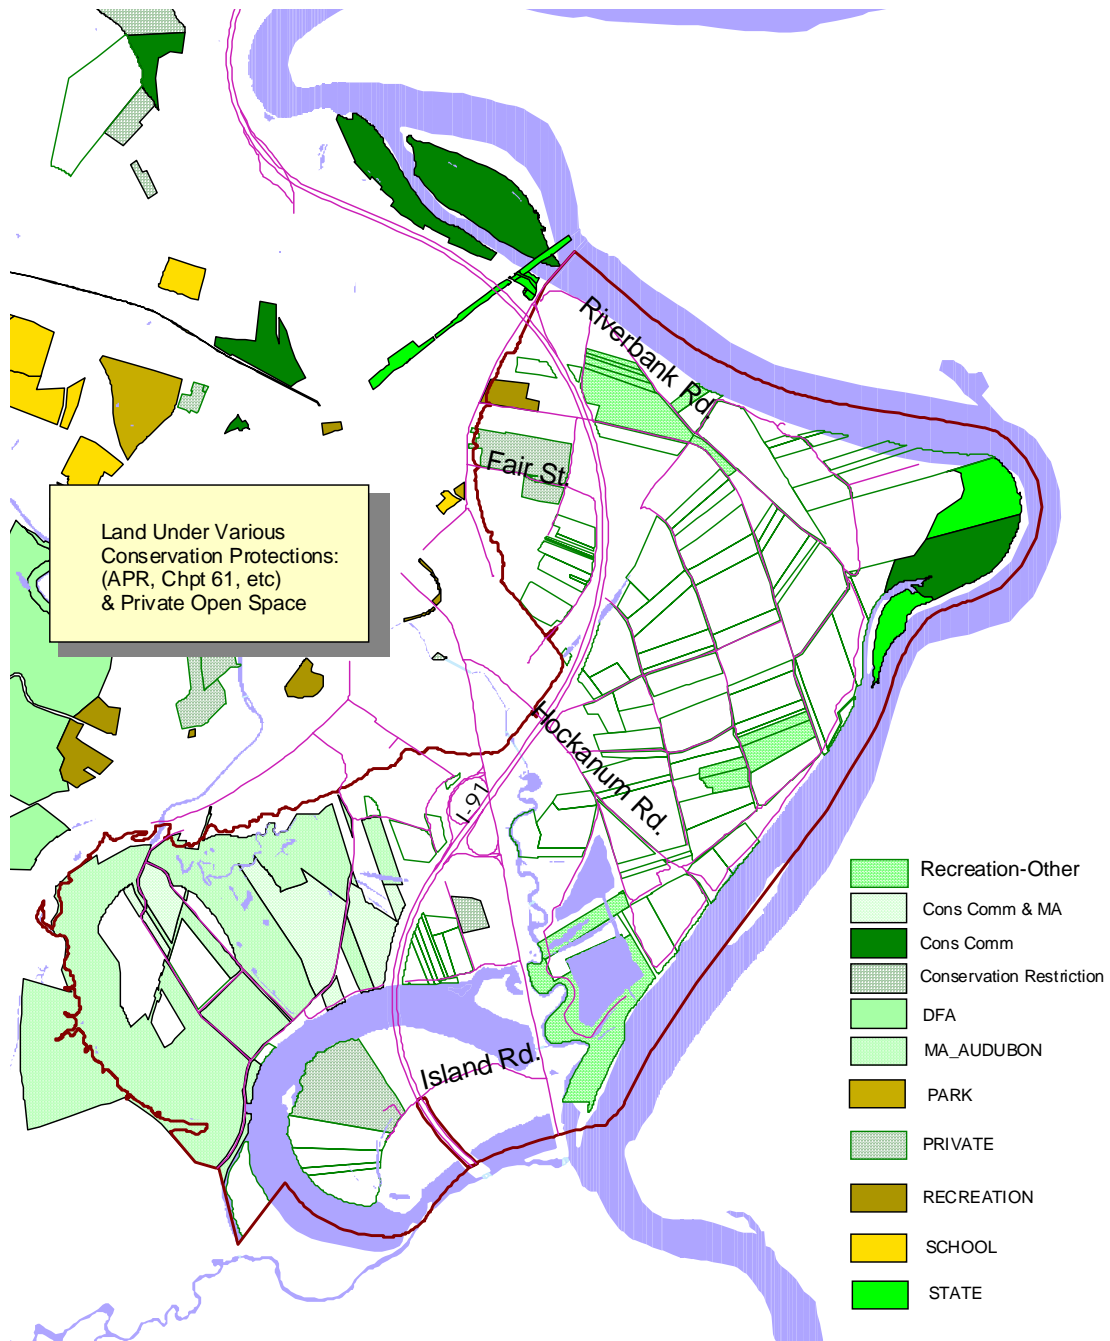 Riverbank Rd.
Fair St.
Land Under Various
Conservation Protections:
(APR, Chpt 61, etc)
& Private Open Space
Hockanum Rd.
I-91
Island Rd.
Recreation-Other
Cons Comm & MA
Cons Comm
Conservation Restriction
DFA
MA_AUDUBON
PARK
PRIVATE
RECREATION
SCHOOL
STATE